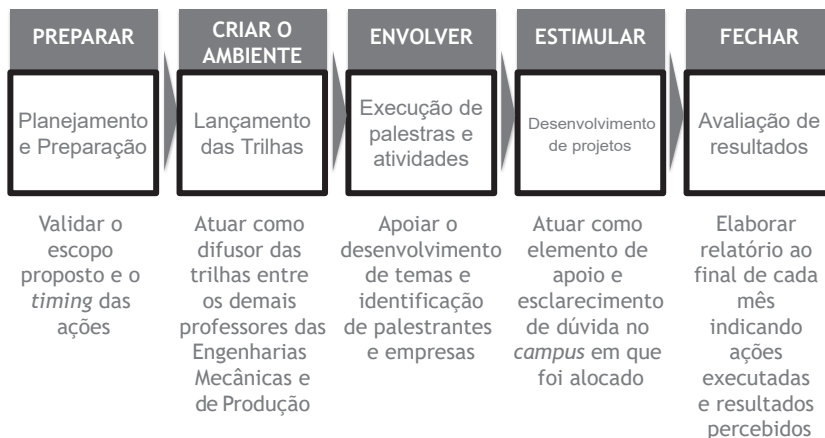 PREPARAR
CRIAR O
AMBIENTE
ENVOLVER
ESTIMULAR
FECHAR
Planejamento
e Preparação
Lançamento
das Trilhas
Execução de
palestras e
atividades
Desenvolvimento
de projetos
Avaliação de
resultados
Validar o
escopo
proposto e o
timing das
ações
Atuar como
difusor das
trilhas entre
os demais
professores das
Engenharias
Mecânicas e
de Produção
Apoiar o
desenvolvimento
de temas e
identificação
de palestrantes
e empresas
Atuar como
elemento de
apoio e
esclarecimento
de dúvida no
campus em que
foi alocado
Elaborar
relatório ao
final de cada
mês
indicando
ações
executadas
e resultados
percebidos